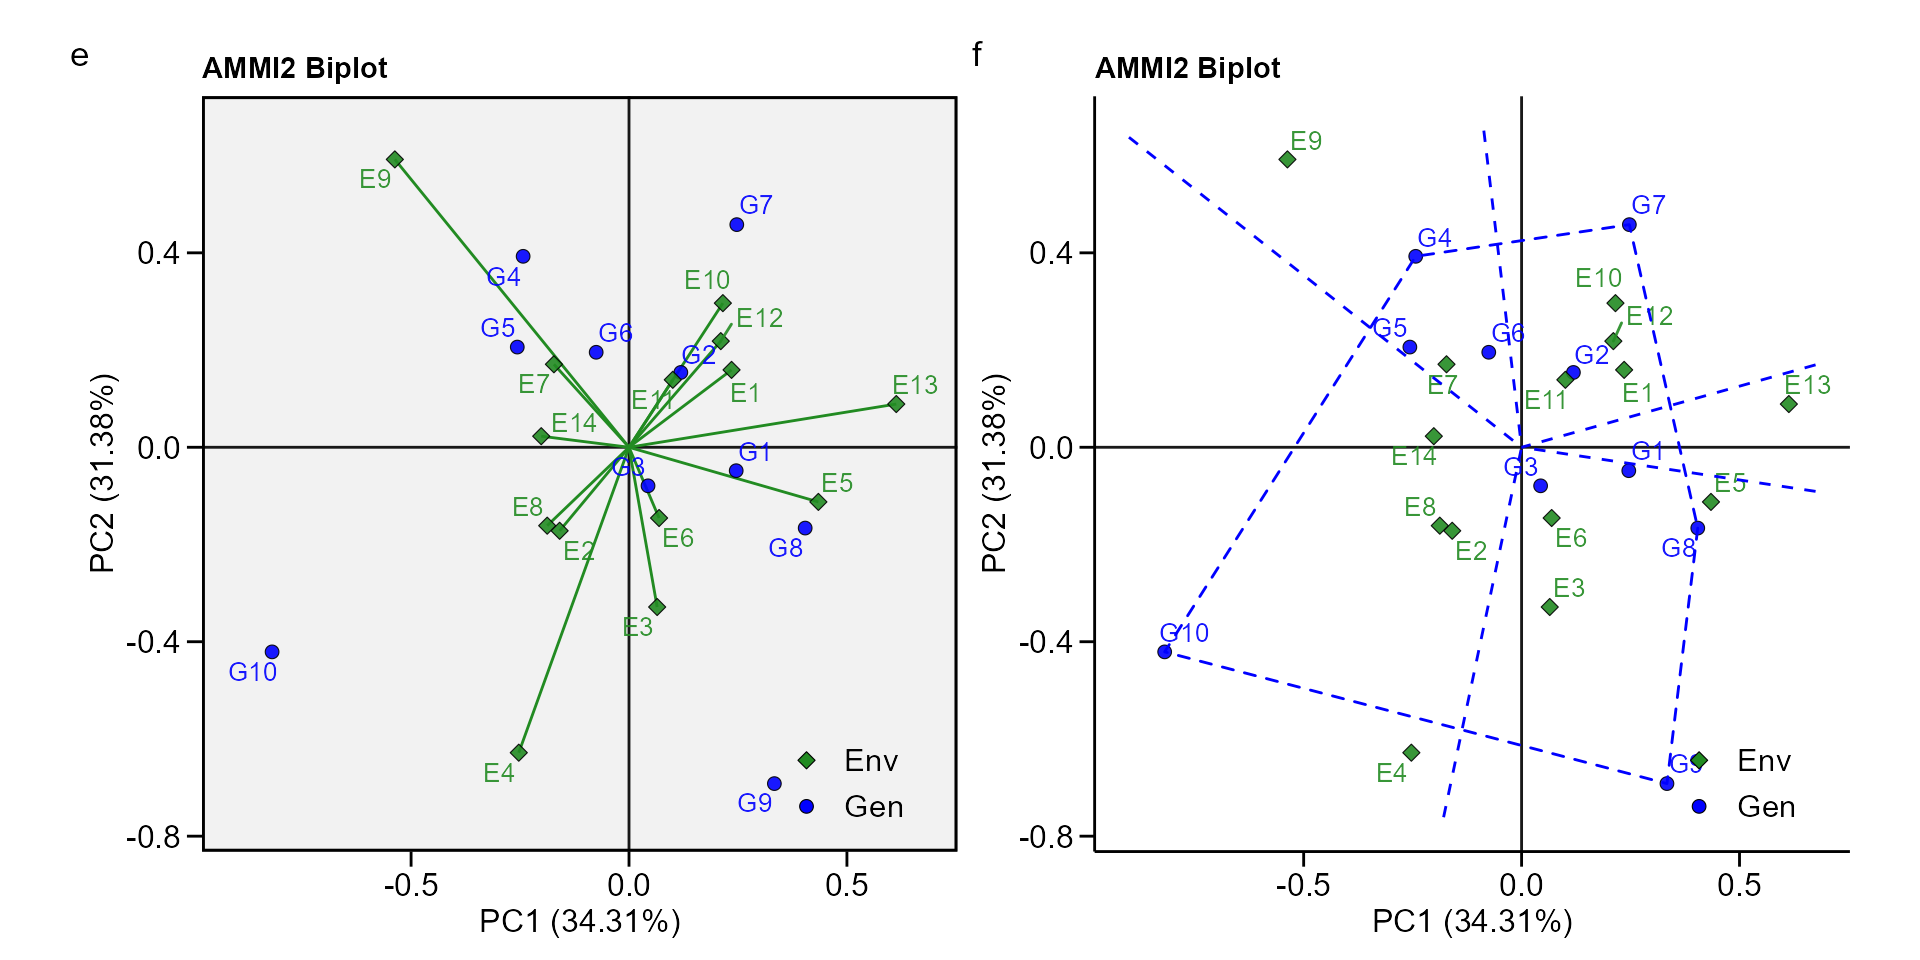 e
AMMI2 Biplot
E9
G7
G4
E10
E12
G5
G6
G2
E7
E11
E1
E13
E14
G1
G3
E5
E8
E2
E6
G8
E3
G10
E4
G9
Env
Gen
0.4
0.0
-0.4
-0.8
-0.5
0.0
0.5
PC1 (34.31%)
PC2 (31.38%)
f
AMMI2 Biplot
E9
G7
G4
E10
E12
G5
G6
G2
E7
E11
E1
E13
E14
G1
G3
E5
E8
E2
E6
G8
E3
G10
E4
G9
Env
Gen
0.4
0.0
-0.4
-0.8
-0.5
0.0
0.5
PC1 (34.31%)
PC2 (31.38%)